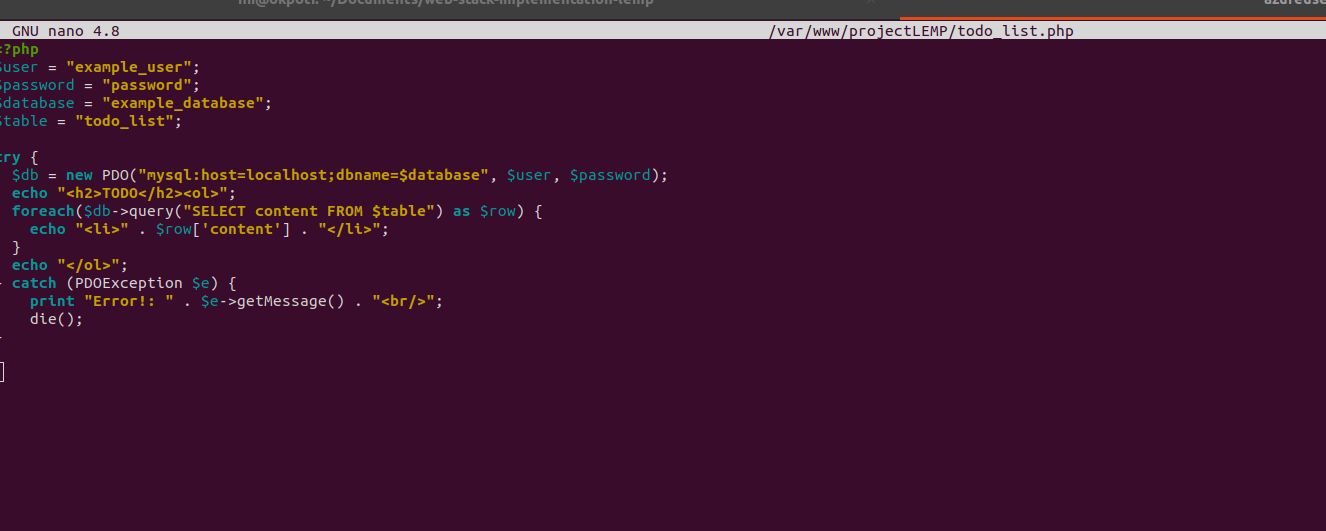 mi@okpoti: ~/Documents/web-stack-implementation-temp
GNU nano 4.8 /var/www/projectLEMP/todo_list.php
<?php
$user = "example_user";
$password = "password";
$database = "example_database";
$table = "todo_list";
try {
$db = new PDO("mysql:host=localhost;dbname=$database", $user, $password);
echo "<h2>TODO</h2><ol>";
foreach($db->query("SELECT content FROM $table") as $row) {
echo "<li>" . $row['content'] . "</li>";
}
echo "</ol>";
} catch (PDOException $e) {
print "Error!: " . $e->getMessage() . "<br/>";
die();
}